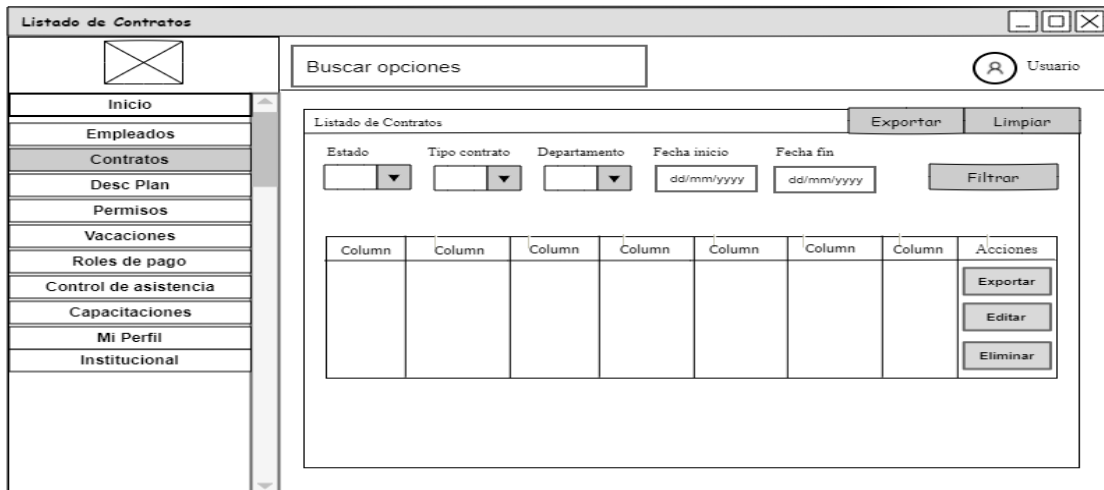 Listado de Contratos
Buscar opciones
Usuario
Inicio
Empleados
Contratos
Desc Plan
Permisos
Vacaciones
Roles de pago
Control de asistencia
Capacitaciones
Mi Perfil
Institucional
Listado de Contratos
Exportar
Limpiar
Estado Tipo contrato Departamento Fecha inicio Fecha fin
dd/mm/yyyy dd/mm/yyyy
Filtrar
Column Column Column Column Column Column Column Acciones
Exportar
Editar
Eliminar